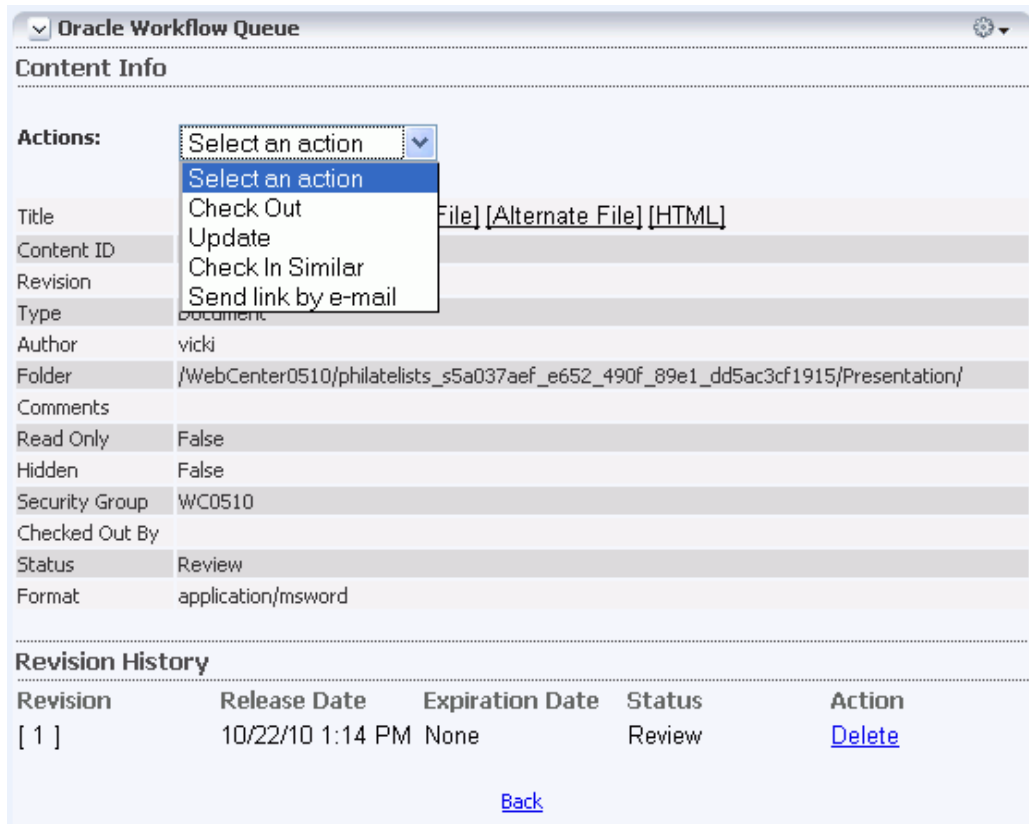 Oracle Workflow Queue
Content Info
Actions: Select an action
Select an action
Check Out
Title File] [Alternate File] [HTML]
Update
Content ID
Check In Similar
Revision
Send link by e-mail
Type Document
Author vicki
Folder /WebCenter0510/philatelists_s5a037aef_e652_490f_89e1_dd5ac3cf1915/Presentation/
Comments
Read Only False
Hidden False
Security Group WC0510
Checked Out By
Status Review
Format application/msword
Revision History
Revision Release Date Expiration Date Status Action
[ 1 ] 10/22/10 1:14 PM None Review Delete
Back